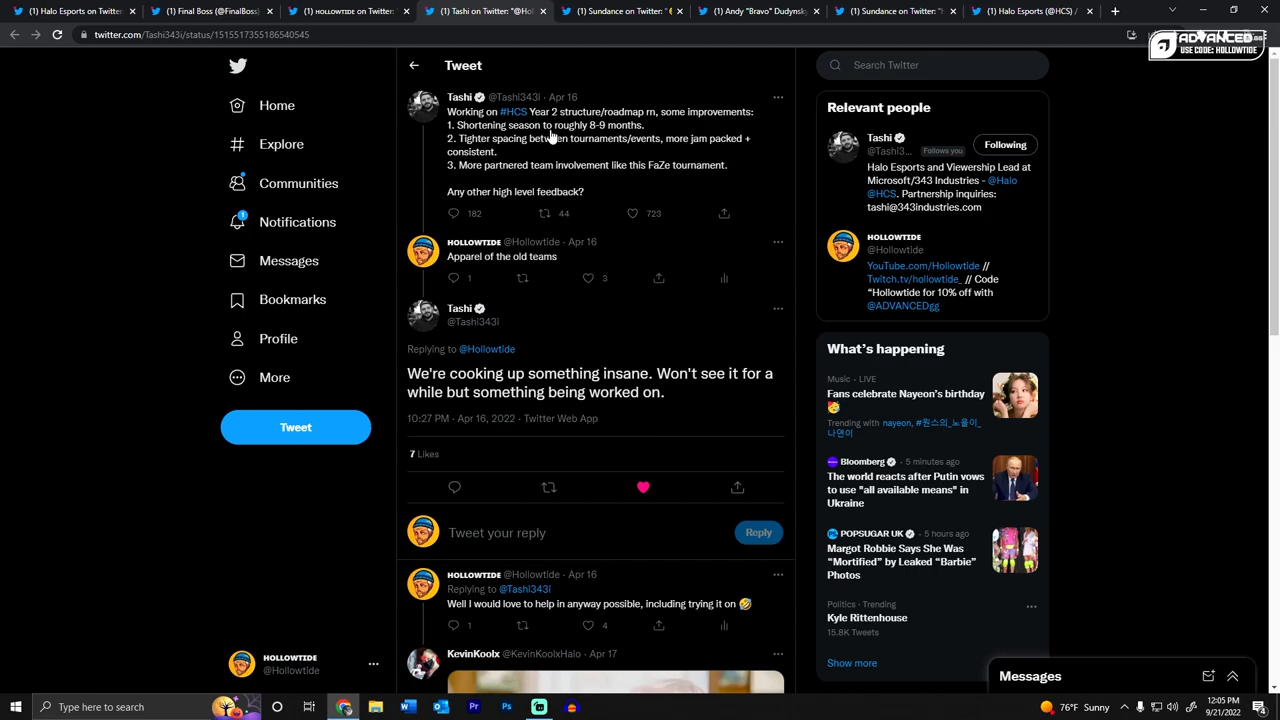 (1) Halo Esports on Twitter: "
(1) Final Boss (@FinalBoss)
(1) HOLLOWTIDE on Twitter: "
(1) Tashi on Twitter: "@Hol
(1) Sundance on Twitter: "
(1) Andy "Bravo" Dudynsky
(1) Sundance on Twitter: "
(1) Halo Esports (@HCS) /
twitter.com/Tashi343i/status/1515517355186540545
ADVANCED.GG
USE CODE: HOLLOWTIDE
Home
Explore
Communities
1
Notifications
Messages
Bookmarks
Profile
More
Tweet
HOLLOWTIDE
@Hollowtide
Tweet
Tashi @Tashi343i · Apr 16
Working on #HCS Year 2 structure/roadmap rn, some improvements:
1. Shortening season to roughly 8-9 months.
2. Tighter spacing between tournaments/events, more jam packed +
consistent.
3. More partnered team involvement like this FaZe tournament.
Any other high level feedback?
182 44 723
HOLLOWTIDE @Hollowtide · Apr 16
Apparel of the old teams
1 3
Tashi
@Tashi343i
Replying to @Hollowtide
We're cooking up something insane. Won't see it for a
while but something being worked on.
10:27 PM · Apr 16, 2022 · Twitter Web App
7 Likes
Tweet your reply
Reply
HOLLOWTIDE @Hollowtide · Apr 16
Replying to @Tashi343i
Well I would love to help in anyway possible, including trying it on 🤣
1 4
KevinKoolx @KevinKoolxHalo · Apr 17
Search Twitter
Relevant people
Tashi
@Tashi3... Follows you
Following
Halo Esports and Viewership Lead at
Microsoft/343 Industries - @Halo
@HCS. Partnership inquiries:
tashi@343industries.com
HOLLOWTIDE
@Hollowtide
YouTube.com/Hollowtide //
Twitch.tv/hollowtide_ // Code
"Hollowtide for 10% off with
@ADVANCEDgg
What's happening
Music · LIVE
Fans celebrate Nayeon's birthday
🥳
Trending with nayeon, #원스의_노을이_
나연이
Bloomberg · 5 minutes ago
The world reacts after Putin vows
to use "all available means" in
Ukraine
POPSUGAR UK · 5 hours ago
Margot Robbie Says She Was
"Mortified" by Leaked "Barbie"
Photos
Politics · Trending
Kyle Rittenhouse
15.8K Tweets
Show more
Messages
Type here to search
76°F Sunny
12:05 PM
9/21/2022